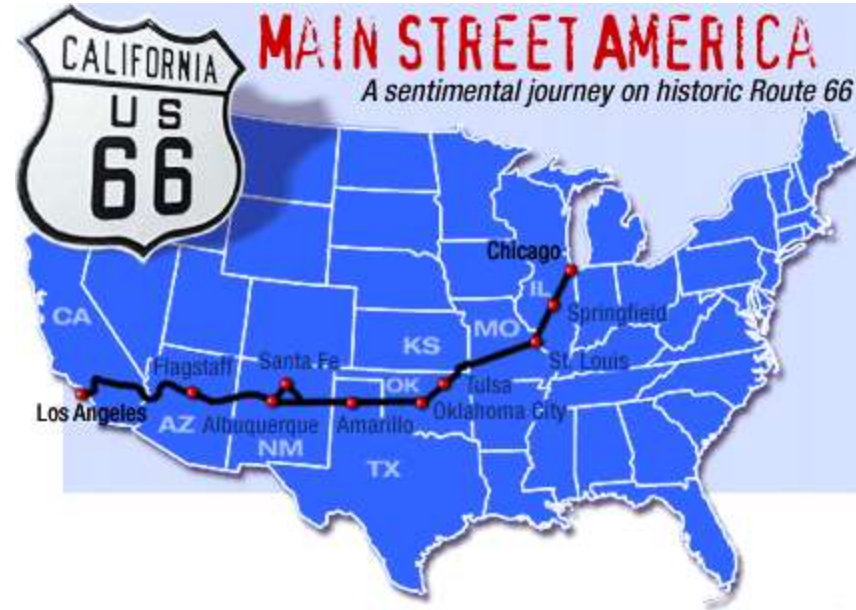 CALIFORNIA
US
66
MAIN STREET AMERICA
A sentimental journey on historic Route 66
Chicago
IL
Springfield
CA
MO
KS
St. Louis
Flagstaff
Santa Fe
OK
Tulsa
Los Angeles
AZ
Albuquerque
Amarillo
Oklahoma City
NM
TX